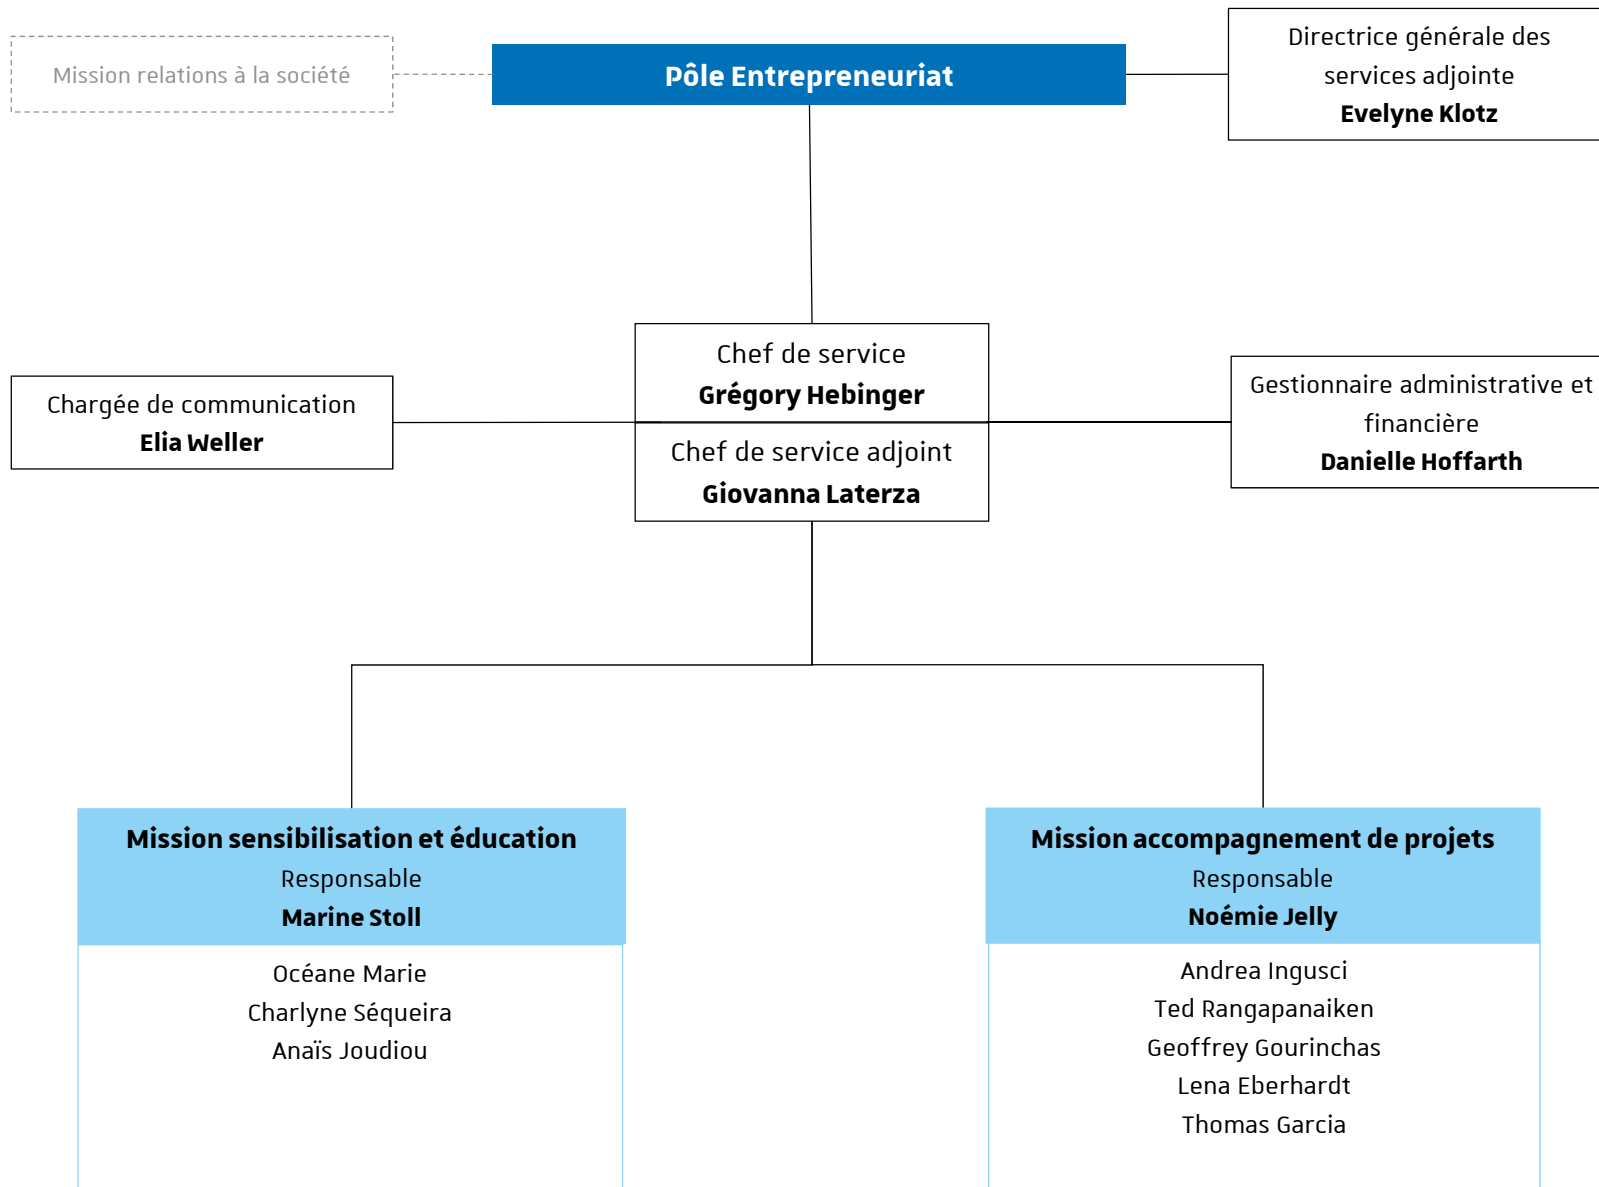 Mission relations à la société
Pôle Entrepreneuriat
Directrice générale des
services adjointe
Evelyne Klotz
Chef de service
Grégory Hebinger
Chargée de communication
Elia Weller
Gestionnaire administrative et
financière
Danielle Hoffarth
Chef de service adjoint
Giovanna Laterza
Mission sensibilisation et éducation
Responsable
Marine Stoll
Océane Marie
Charlyne Séqueira
Anaïs Joudiou
Mission accompagnement de projets
Responsable
Noémie Jelly
Andrea Ingusci
Ted Rangapanaiken
Geoffrey Gourinchas
Lena Eberhardt
Thomas Garcia